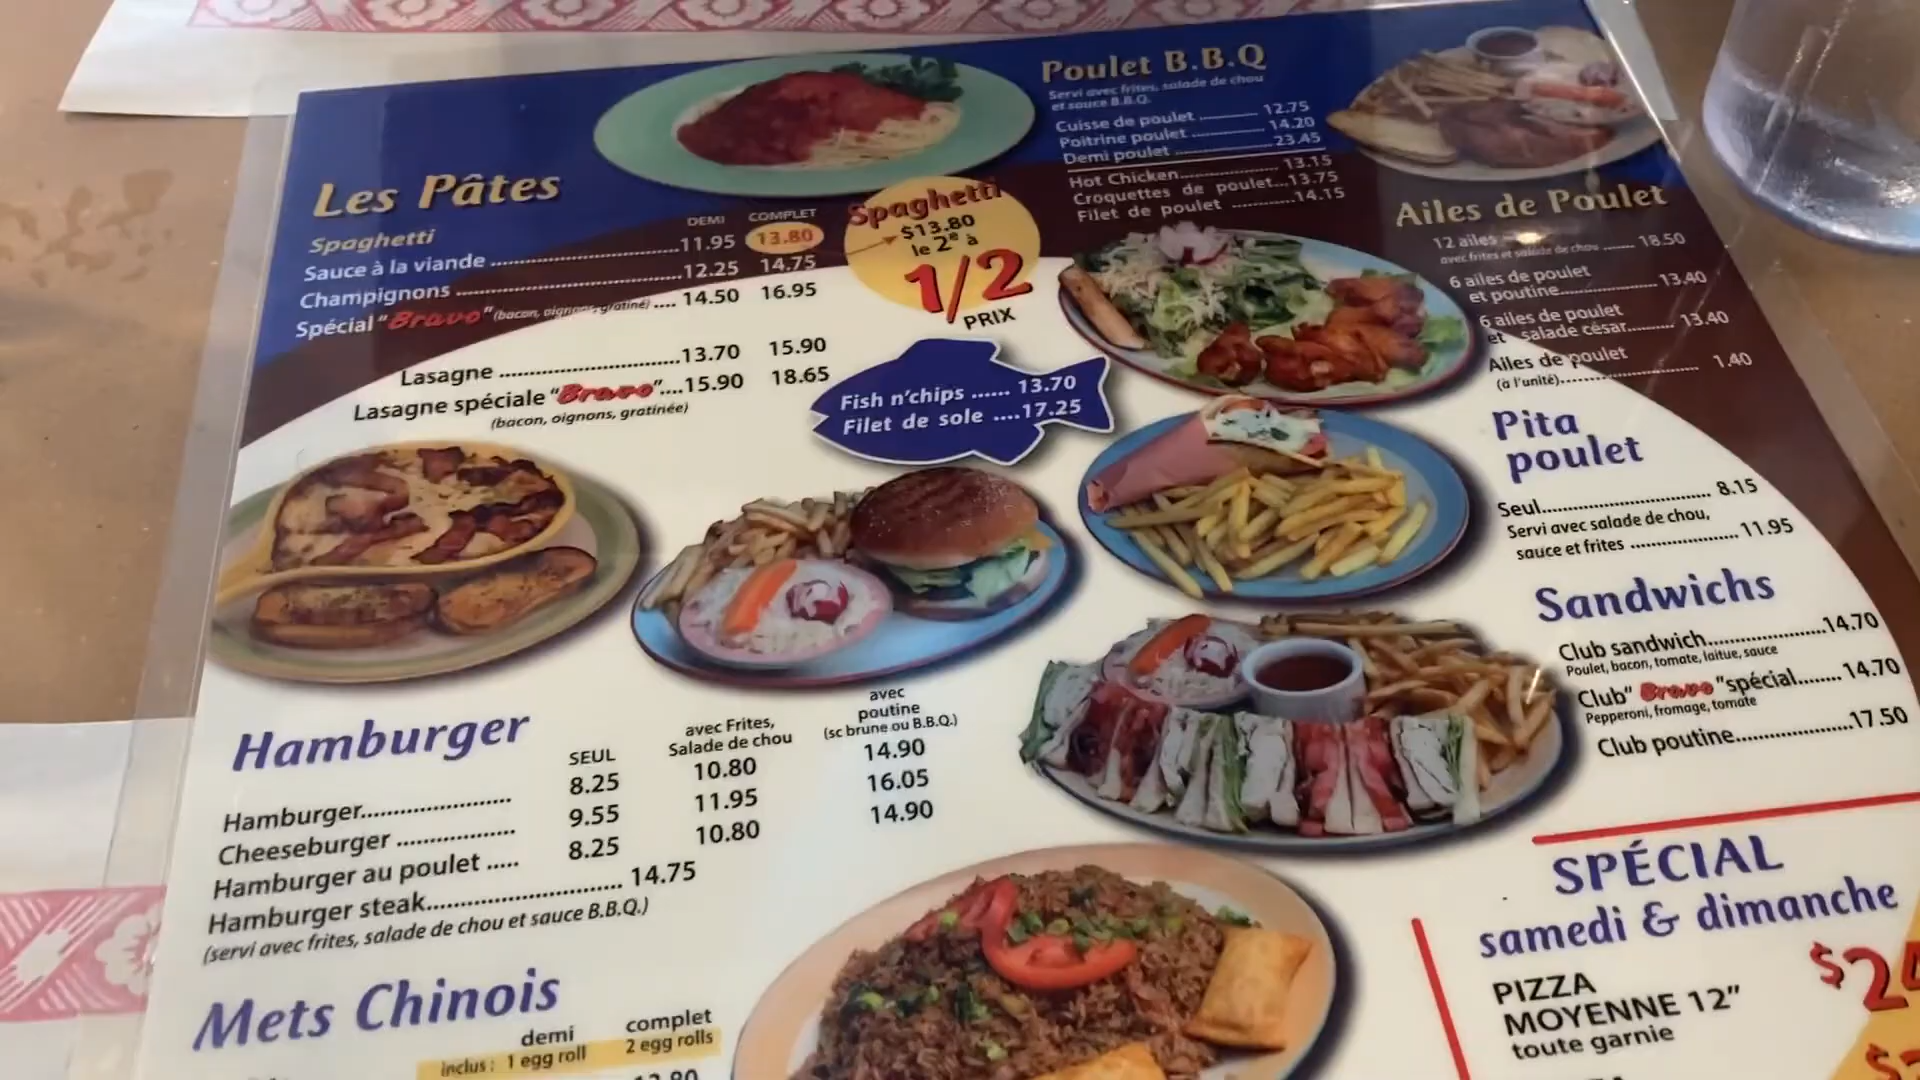 Les Pâtes
DEMI COMPLET
Spaghetti
Sauce à la viande ..........11.95 13.80
Champignons ..........12.25 14.75
Spécial "Bravo" (bacon, oignons, gratiné) .... 14.50 16.95
Lasagne ..........13.70 15.90
Lasagne spéciale "Bravo"....15.90 18.65
(bacon, oignons, gratinée)
Spaghetti
$13.80
le 2e à
1/2
PRIX
Fish n'chips ...... 13.70
Filet de sole ....17.25
Poulet B.B.Q
Servi avec frites, salade de chou
et sauce B.B.Q.
Cuisse de poulet .......... 12.75
Poitrine poulet .......... 14.20
Demi poulet .......... 23.45
Hot Chicken.......... 13.15
Croquettes de poulet...13.75
Filet de poulet ..........14.15
Ailes de Poulet
12 ailes
avec frites et salade de chou ...... 18.50
6 ailes de poulet
et poutine.......... 13,40
6 ailes de poulet
et salade césar.......... 13.40
Ailes de poulet
(à l'unité).......... 1.40
Pita
poulet
Seul.......... 8.15
Servi avec salade de chou,
sauce et frites .......... 11.95
Sandwichs
Club sandwich..........14.70
Poulet, bacon, tomate, laitue, sauce
Club" Bravo "spécial........ 14.70
Pepperoni, fromage, tomate
Club poutine..........17.50
Hamburger
SEUL
avec Frites,
Salade de chou
avec
poutine
(sc brune ou B.B.Q.)
Hamburger.......... 8.25 10.80 14.90
Cheeseburger .......... 9.55 11.95 16.05
Hamburger au poulet ..... 8.25 10.80 14.90
Hamburger steak.......... 14.75
(servi avec frites, salade de chou et sauce B.B.Q.)
Mets Chinois
demi complet
inclus : 1 egg roll 2 egg rolls
SPÉCIAL
samedi & dimanche
PIZZA
MOYENNE 12"
toute garnie